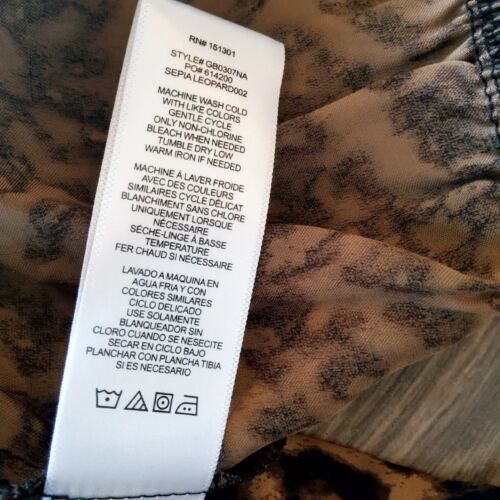 RN# 151301
STYLE# GB0307NA
PO# 614200
SEPIA LEOPARD002
MACHINE WASH COLD
WITH LIKE COLORS
GENTLE CYCLE
ONLY NON-CHLORINE
BLEACH WHEN NEEDED
TUMBLE DRY LOW
WARM IRON IF NEEDED
MACHINE À LAVER FROIDE
AVEC DES COULEURS
SIMILAIRES CYCLE DÉLICAT
BLANCHIMENT SANS CHLORE
UNIQUEMENT LORSQUE
NÉCESSAIRE
SÉCHE-LINGE À BASSE
TEMPERATURE
FER CHAUD SI NÉCESSAIRE
LAVADO A MAQUINA EN
AGUA FRIA Y CON
COLORES SIMILARES
CICLO DELICADO
USE SOLAMENTE
BLANQUEADOR SIN
CLORO CUANDO SE NESECITE
SECAR EN CICLO BAJO
PLANCHAR CON PLANCHA TIBIA
SI ES NECESARIO